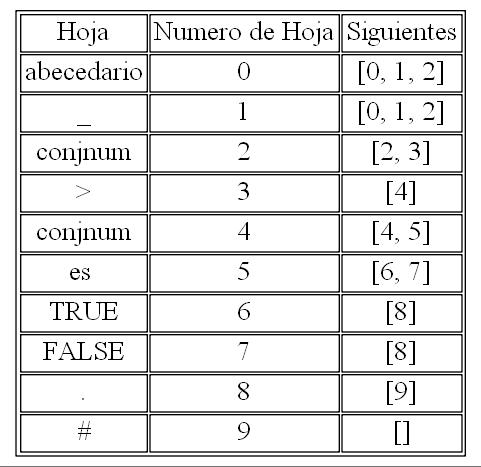 Hoja Numero de Hoja Siguientes
abecedario 0 [0, 1, 2]
_ 1 [0, 1, 2]
conjnum 2 [2, 3]
> 3 [4]
conjnum 4 [4, 5]
es 5 [6, 7]
TRUE 6 [8]
FALSE 7 [8]
. 8 [9]
# 9 []